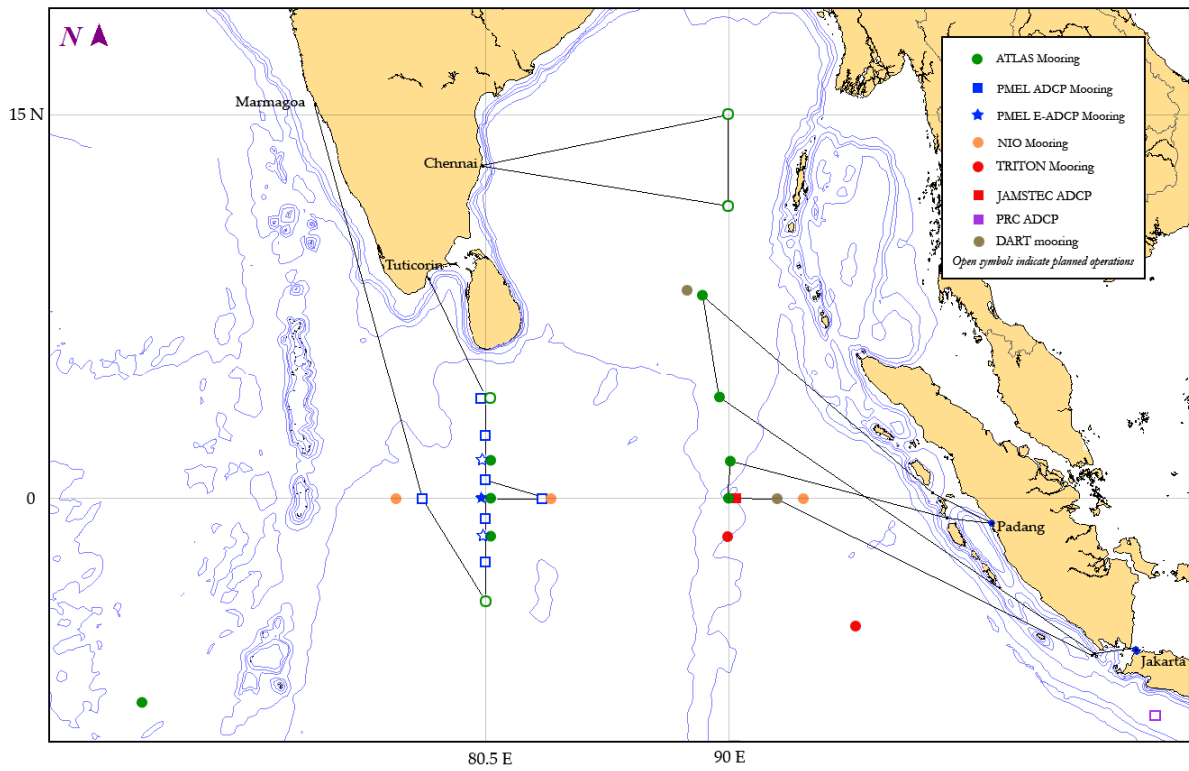 N
ATLAS Mooring
PMEL ADCP Mooring
PMEL E-ADCP Mooring
NIO Mooring
TRITON Mooring
JAMSTEC ADCP
PRC ADCP
DART mooring
Open symbols indicate planned operations
Marmagoa
15 N
Chennai
Tuticorin
0
Padang
Jakarta
80.5 E
90 E